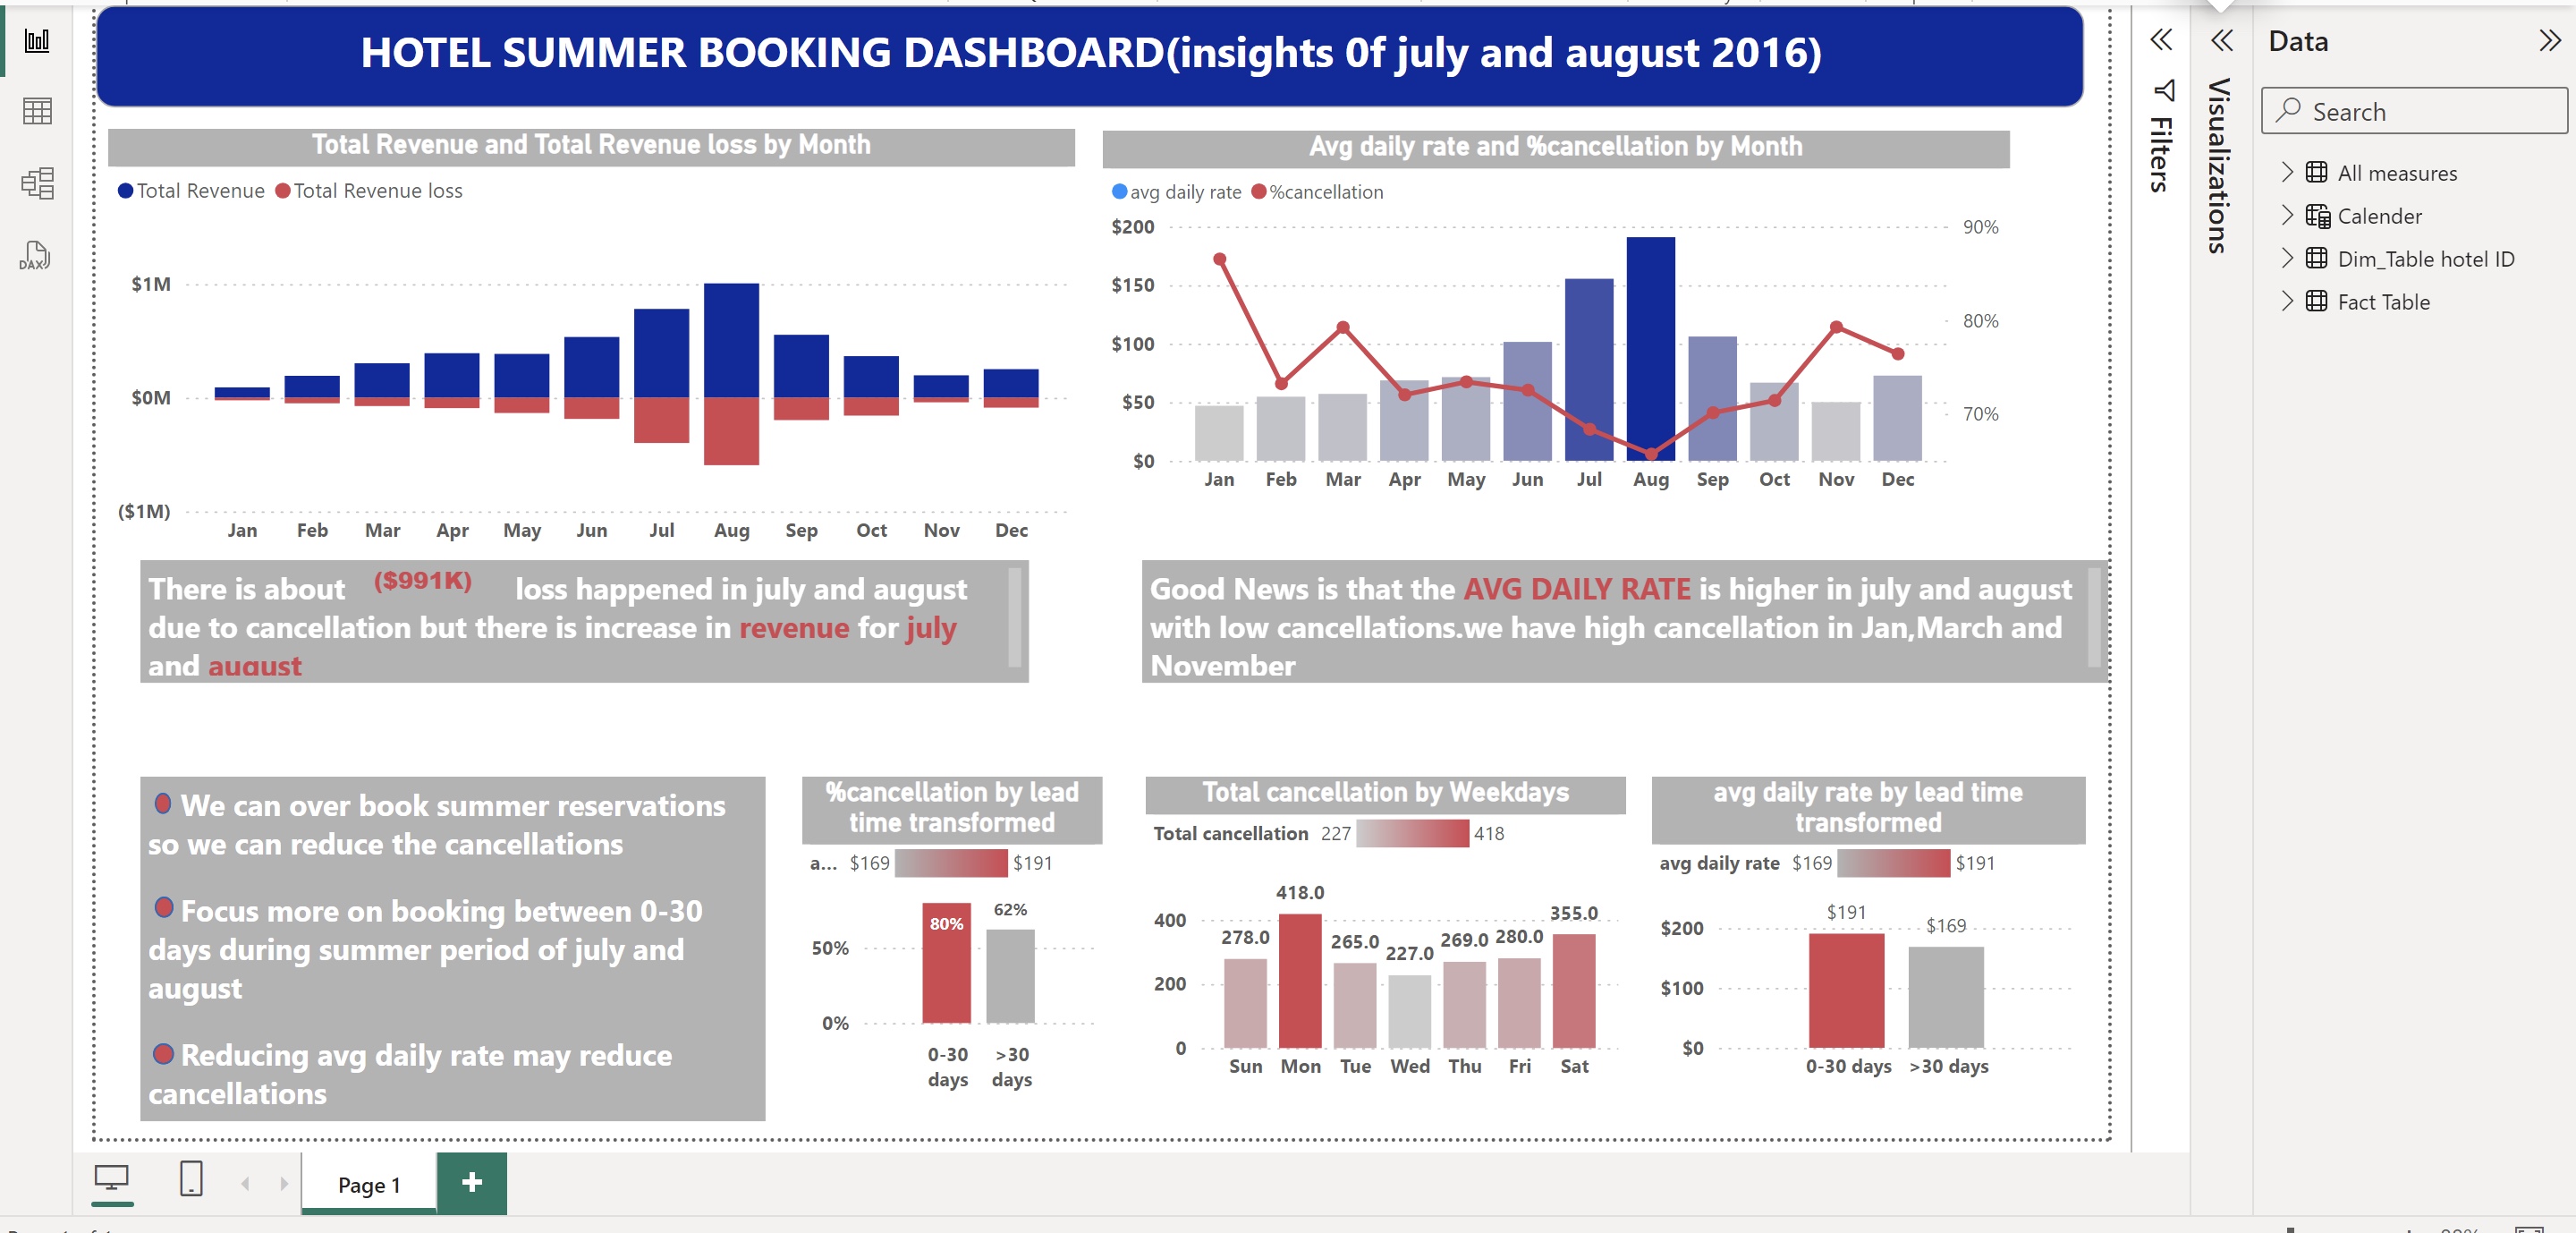 HOTEL SUMMER BOOKING DASHBOARD(insights 0f july and august 2016)
Total Revenue and Total Revenue loss by Month
Total Revenue Total Revenue loss
$1M
$0M
($1M)
Jan Feb Mar Apr May Jun Jul Aug Sep Oct Nov Dec
Avg daily rate and %cancellation by Month
avg daily rate %cancellation
$200 90%
$150
80%
$100
$50 70%
$0
Jan Feb Mar Apr May Jun Jul Aug Sep Oct Nov Dec
There is about ($991K) loss happened in july and august
due to cancellation but there is increase in revenue for july
and august
Good News is that the AVG DAILY RATE is higher in july and august
with low cancellations.we have high cancellation in Jan,March and
November
We can over book summer reservations
so we can reduce the cancellations
Focus more on booking between 0-30
days during summer period of july and
august
Reducing avg daily rate may reduce
cancellations
%cancellation by lead
time transformed
a... $169 $191
80% 62%
50%
0%
0-30 >30
days days
Total cancellation by Weekdays
Total cancellation 227 418
400
200
0
278.0 418.0 265.0 227.0 269.0 280.0 355.0
Sun Mon Tue Wed Thu Fri Sat
avg daily rate by lead time
transformed
avg daily rate $169 $191
$191 $169
$200
$100
$0
0-30 days >30 days
Page 1
Filters
Visualizations
Data
Search
All measures
Calender
Dim_Table hotel ID
Fact Table
DAX